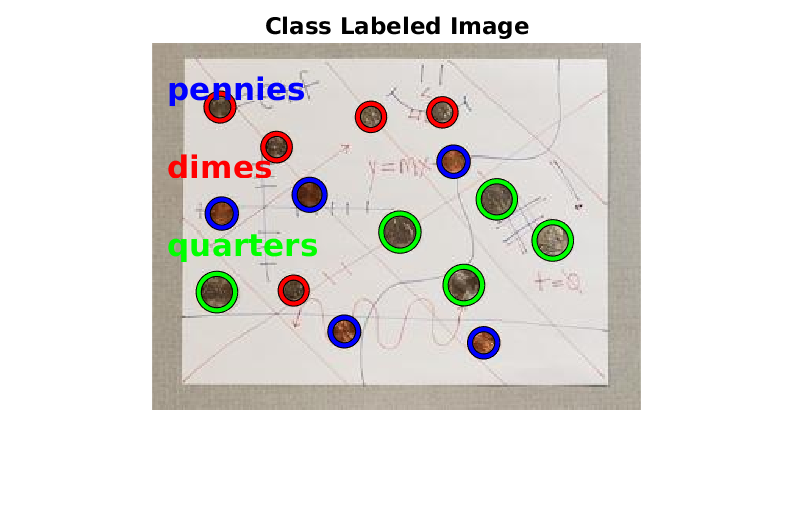 Class Labeled Image
pennies
dimes
y=mx
quarters
t=0